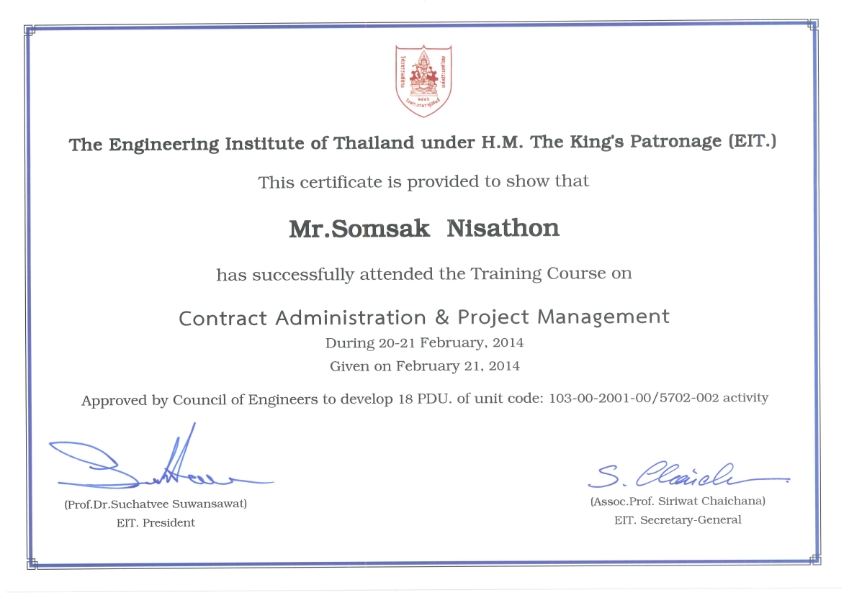 The Engineering Institute of Thailand under H.M. The King's Patronage (EIT.)
This certificate is provided to show that
Mr.Somsak Nisathon
has successfully attended the Training Course on
Contract Administration & Project Management
During 20-21 February, 2014
Given on February 21, 2014
Approved by Council of Engineers to develop 18 PDU. of unit code: 103-00-2001-00/5702-002 activity
S. Chaich
(Prof.Dr.Suchatvee Suwansawat)
EIT. President
(Assoc.Prof. Siriwat Chaichana)
EIT. Secretary-General